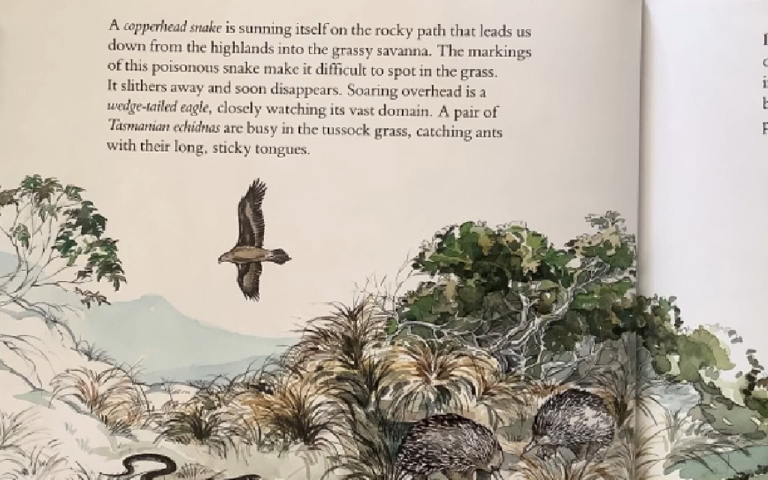 A copperhead snake is sunning itself on the rocky path that leads us
down from the highlands into the grassy savanna. The markings
of this poisonous snake make it difficult to spot in the grass.
It slithers away and soon disappears. Soaring overhead is a
wedge-tailed eagle, closely watching its vast domain. A pair of
Tasmanian echidnas are busy in the tussock grass, catching ants
with their long, sticky tongues.